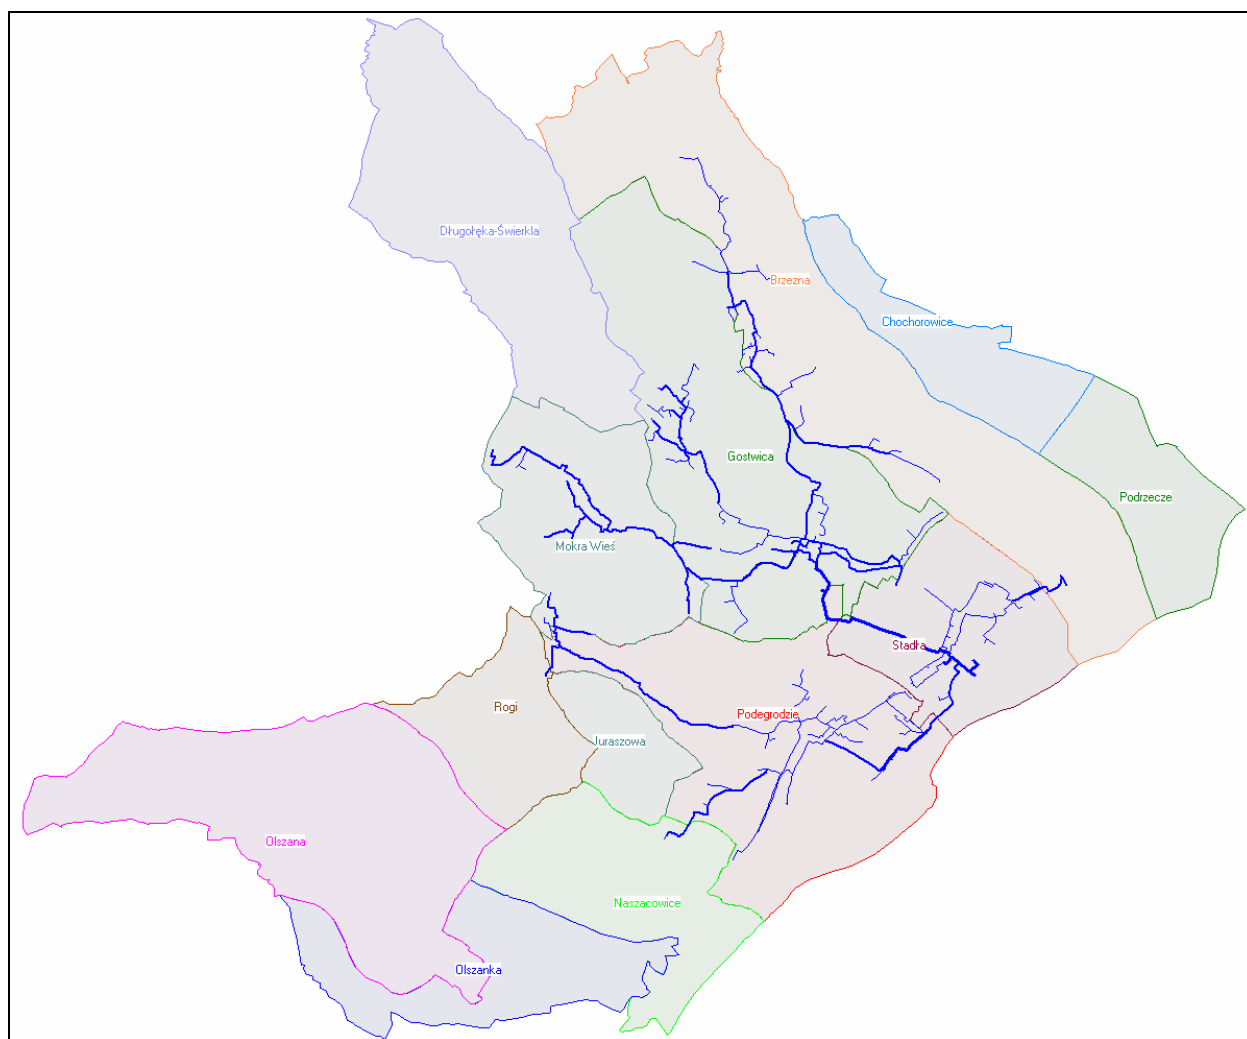 Długołęka-Świerkla
Brzezna
Chochorowice
Gostwica
Podrzecze
Mokra Wieś
Stadła
Rogi
Podegrodzie
Juraszowa
Olszana
Naszacowice
Olszanka